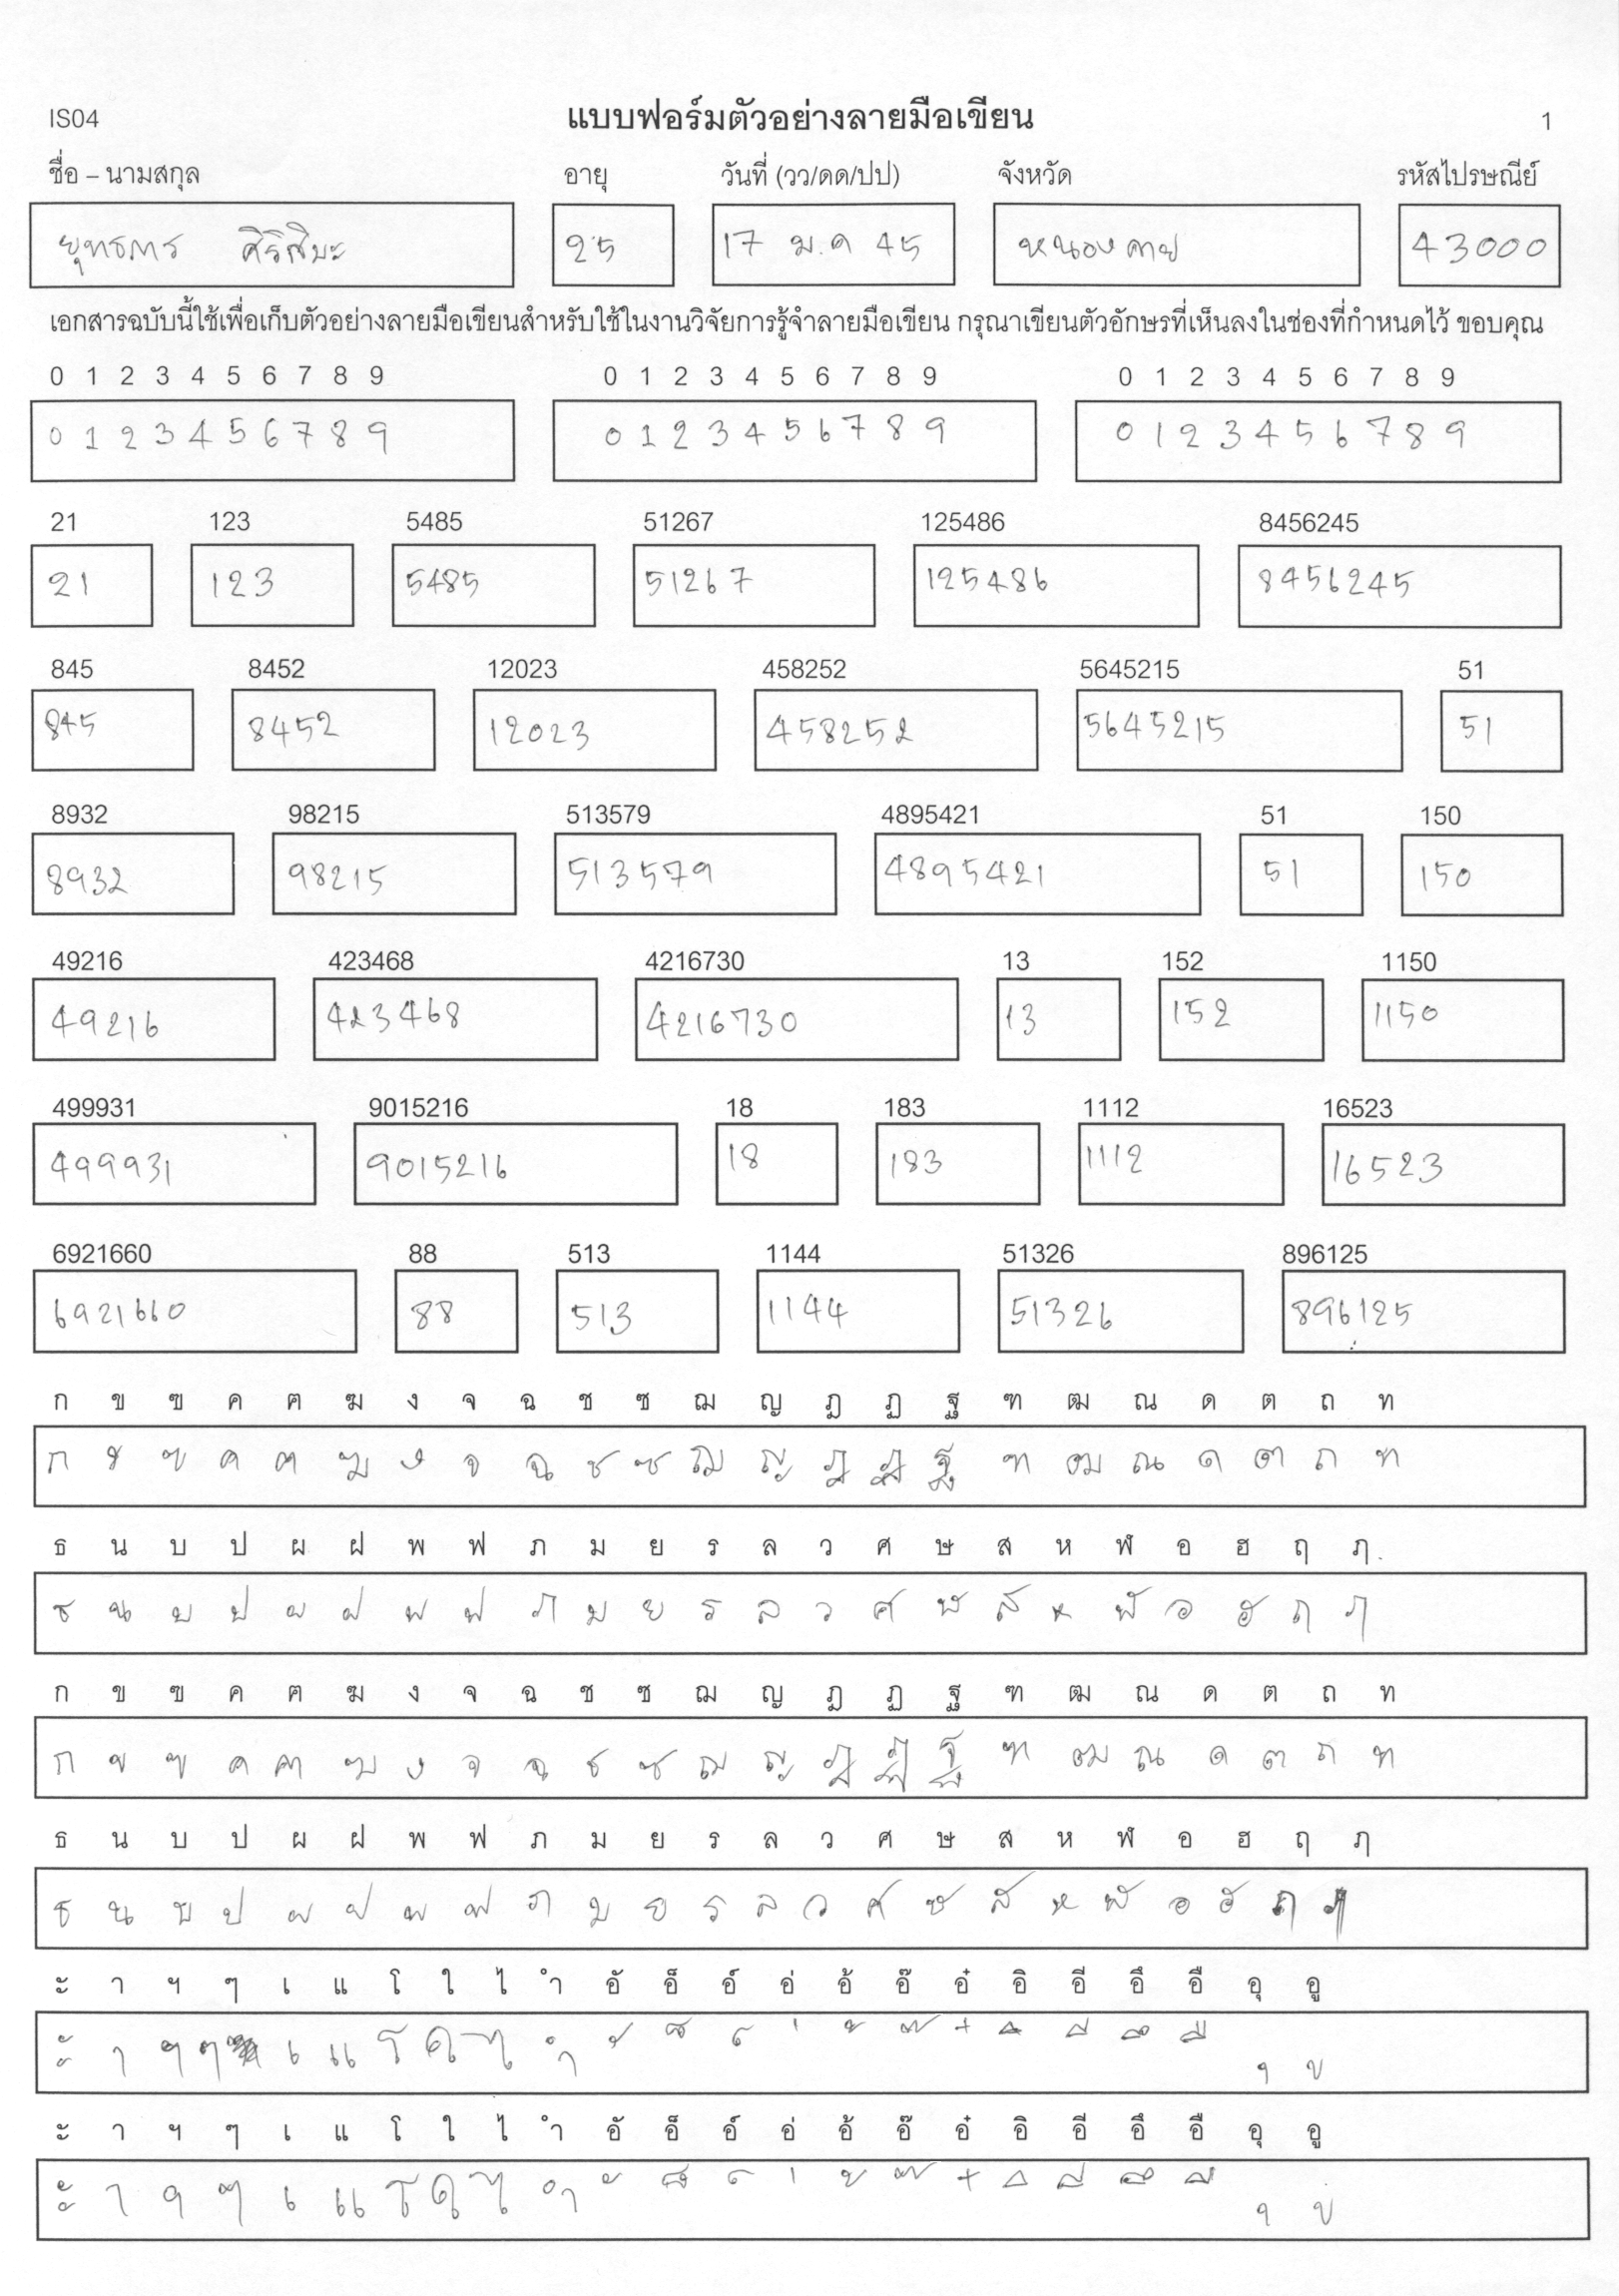 IS04 แบบฟอร์มตัวอย่างลายมือเขียน 1
ชื่อ – นามสกุล อายุ วันที่ (วว/ดด/ปป) จังหวัด รหัสไปรษณีย์
25 17 ม.ค 45 หนองคาย 43000
เอกสารฉบับนี้ใช้เพื่อเก็บตัวอย่างลายมือเขียนสำหรับใช้ในงานวิจัยการรู้จำลายมือเขียน กรุณาเขียนตัวอักษรที่เห็นลงในช่องที่กำหนดไว้ ขอบคุณ
0 1 2 3 4 5 6 7 8 9 0 1 2 3 4 5 6 7 8 9 0 1 2 3 4 5 6 7 8 9
0 1 2 3 4 5 6 7 8 9 0 1 2 3 4 5 6 7 8 9 0 1 2 3 4 5 6 7 8 9
21 123 5485 51267 125486 8456245
21 123 5485 51267 125486 8456245
845 8452 12023 458252 5645215 51
845 8452 12023 458252 5645215 51
8932 98215 513579 4895421 51 150
8932 98215 513579 4895421 51 150
49216 423468 4216730 13 152 1150
49216 423468 4216730 13 152 1150
499931 9015216 18 183 1112 16523
499931 9015216 18 183 1112 16523
6921660 88 513 1144 51326 896125
6921660 88 513 1144 51326 896125
ก ข ฃ ค ฅ ฆ ง จ ฉ ช ซ ฌ ญ ฎ ฏ ฐ ฑ ฒ ณ ด ต ถ ท
ก ข ฃ ค ฅ ฆ ง จ ฉ ช ซ ฌ ญ ฎ ฏ ฐ ฑ ฒ ณ ด ต ถ ท
ธ น บ ป ผ ฝ พ ฟ ภ ม ย ร ล ว ศ ษ ส ห ฬ อ ฮ ฤ ภ.
ธ น บ ป ผ ฝ พ ฟ ภ ม ย ร ล ว ศ ษ ส ห ฬ อ ฮ ฤ ภ
ก ข ฃ ค ฅ ฆ ง จ ฉ ช ซ ฌ ญ ฎ ฏ ฐ ฑ ฒ ณ ด ต ถ ท
ก ข ฃ ค ฅ ฆ ง จ ฉ ช ซ ฌ ญ ฎ ฏ ฐ ฑ ฒ ณ ด ต ถ ท
ธ น บ ป ผ ฝ พ ฟ ภ ม ย ร ล ว ศ ษ ส ห ฬ อ ฮ ฤ ภ
ธ น บ ป ผ ฝ พ ฟ ภ ม ย ร ล ว ศ ษ ส ห ฬ อ ฮ ฤ ภ
ะ า ฯ ๆ เ แ โ ใ ไ ำ อั อ็ อ์ อ่ อ้ อ๊ อ๋ อิ อี อึ อื อุ อู
ะ า ฯ ๆ เ แ โ ใ ไ ำ ั ็ ์ ่ ้ ๊ ๋ ิ ี ึ ื ุ ู
ะ า ฯ ๆ เ แ โ ใ ไ ำ อั อ็ อ์ อ่ อ้ อ๊ อ๋ อิ อี อึ อื อุ อู
ะ า ฯ ๆ เ แ โ ใ ไ ำ ั ็ ์ ่ ้ ๊ ๋ ิ ี ึ ื ุ ู